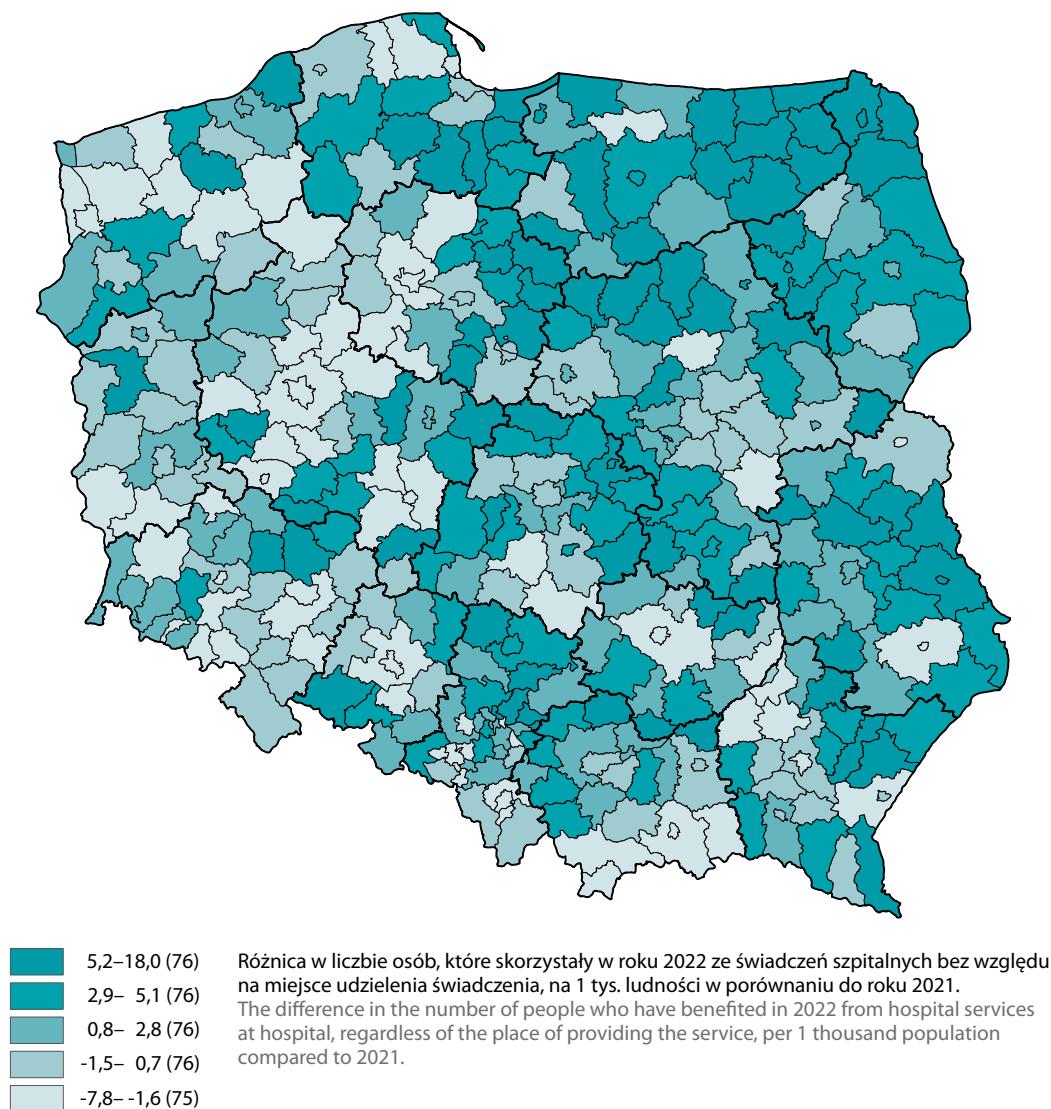 5,2–18,0 (76)
2,9– 5,1 (76)
0,8– 2,8 (76)
-1,5– 0,7 (76)
-7,8– -1,6 (75)
Różnica w liczbie osób, które skorzystały w roku 2022 ze świadczeń szpitalnych bez względu
na miejsce udzielenia świadczenia, na 1 tys. ludności w porównaniu do roku 2021.
The difference in the number of people who have benefited in 2022 from hospital services
at hospital, regardless of the place of providing the service, per 1 thousand population
compared to 2021.